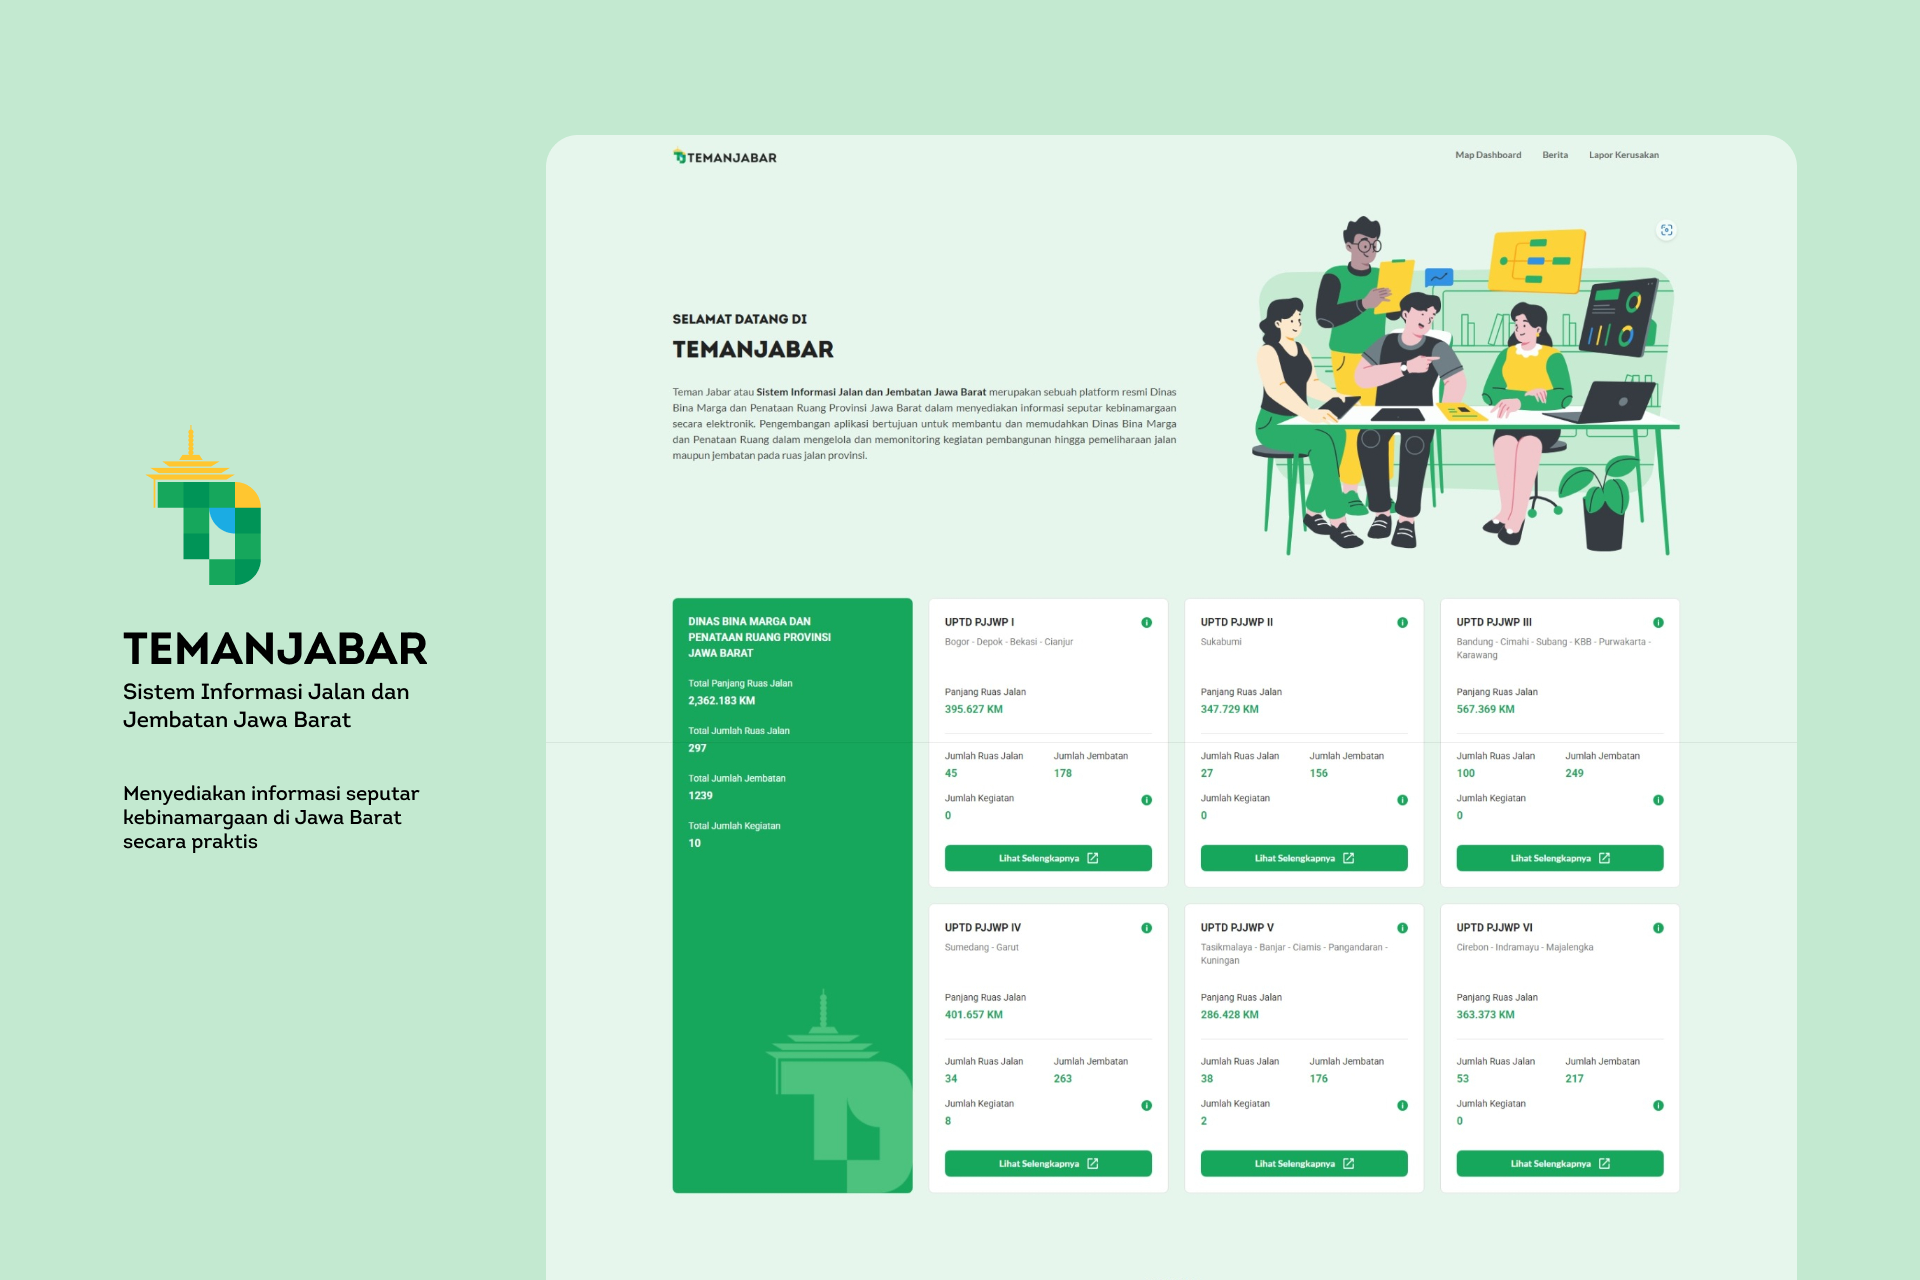 TEMANJABAR
Sistem Informasi Jalan dan
Jembatan Jawa Barat
Menyediakan informasi seputar
kebinamargaan di Jawa Barat
secara praktis
TEMANJABAR
Map Dashboard
Berita
Lapor Kerusakan
SELAMAT DATANG DI
TEMANJABAR
Teman Jabar atau Sistem Informasi Jalan dan Jembatan Jawa Barat merupakan sebuah platform resmi Dinas
Bina Marga dan Penataan Ruang Provinsi Jawa Barat dalam menyediakan informasi seputar kebinamargaan
secara elektronik. Pengembangan aplikasi bertujuan untuk membantu dan memudahkan Dinas Bina Marga
dan Penataan Ruang dalam mengelola dan memonitoring kegiatan pembangunan hingga pemeliharaan jalan
maupun jembatan pada ruas jalan provinsi.
DINAS BINA MARGA DAN
PENATAAN RUANG PROVINSI
JAWA BARAT
Total Panjang Ruas Jalan
2,362.183 KM
Total Jumlah Ruas Jalan
297
Total Jumlah Jembatan
1239
Total Jumlah Kegiatan
10
UPTD PJJWP I
Bogor - Depok - Bekasi - Cianjur
Panjang Ruas Jalan
395.627 KM
Jumlah Ruas Jalan
45
Jumlah Jembatan
178
Jumlah Kegiatan
0
Lihat Selengkapnya
UPTD PJJWP II
Sukabumi
Panjang Ruas Jalan
347.729 KM
Jumlah Ruas Jalan
27
Jumlah Jembatan
156
Jumlah Kegiatan
0
Lihat Selengkapnya
UPTD PJJWP III
Bandung - Cimahi - Subang - KBB - Purwakarta -
Karawang
Panjang Ruas Jalan
567.369 KM
Jumlah Ruas Jalan
100
Jumlah Jembatan
249
Jumlah Kegiatan
0
Lihat Selengkapnya
UPTD PJJWP IV
Sumedang - Garut
Panjang Ruas Jalan
401.657 KM
Jumlah Ruas Jalan
34
Jumlah Jembatan
263
Jumlah Kegiatan
8
Lihat Selengkapnya
UPTD PJJWP V
Tasikmalaya - Banjar - Ciamis - Pangandaran -
Kuningan
Panjang Ruas Jalan
286.428 KM
Jumlah Ruas Jalan
38
Jumlah Jembatan
176
Jumlah Kegiatan
2
Lihat Selengkapnya
UPTD PJJWP VI
Cirebon - Indramayu - Majalengka
Panjang Ruas Jalan
363.373 KM
Jumlah Ruas Jalan
53
Jumlah Jembatan
217
Jumlah Kegiatan
0
Lihat Selengkapnya